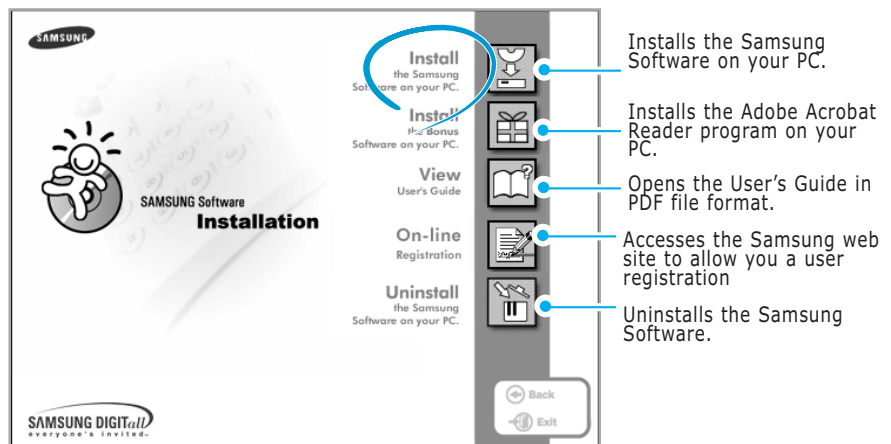 SAMSUNG
Install
the Samsung
Software on your PC.
Install
the Bonus
Software on your PC.
View
User's Guide
On-line
Registration
Uninstall
the Samsung
Software on your PC.
SAMSUNG Software
Installation
Back
Exit
SAMSUNG DIGITall
everyone's invited™
Installs the Samsung
Software on your PC.
Installs the Adobe Acrobat
Reader program on your
PC.
Opens the User’s Guide in
PDF file format.
Accesses the Samsung web
site to allow you a user
registration
Uninstalls the Samsung
Software.